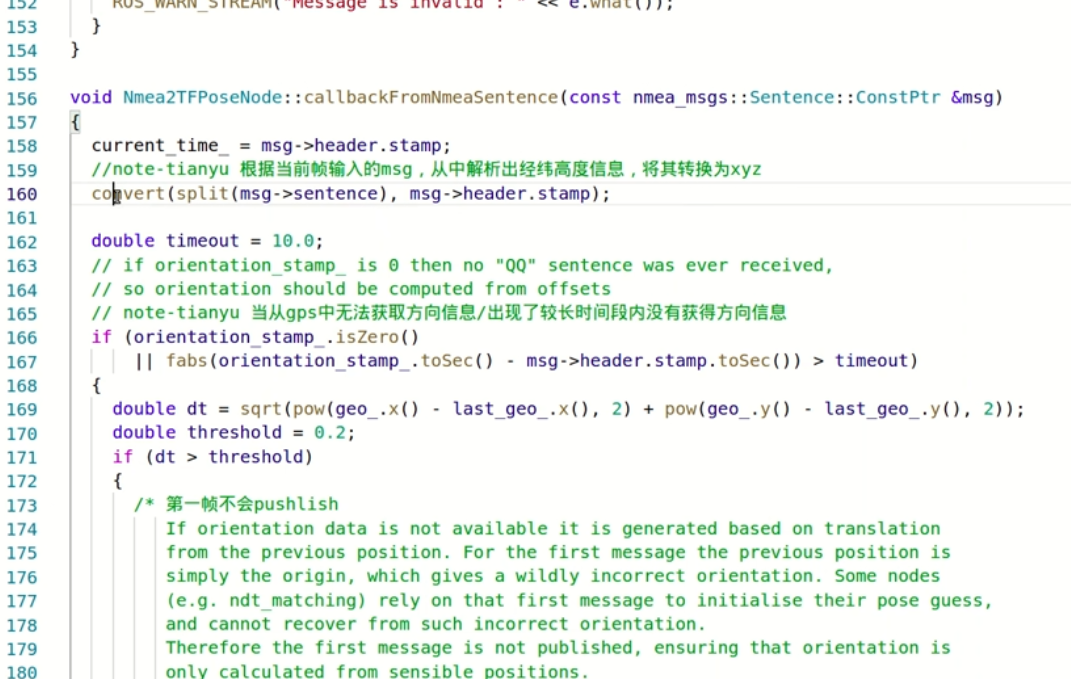 152 ROS_WARN_STREAM("Message is invalid : " << e.what());
153 }
154 }
155
156 void Nmea2TFPoseNode::callbackFromNmeaSentence(const nmea_msgs::Sentence::ConstPtr &msg)
157 {
158 current_time_ = msg->header.stamp;
159 //note-tianyu 根据当前帧输入的msg，从中解析出经纬高度信息，将其转换为xyz
160 convert(split(msg->sentence), msg->header.stamp);
161
162 double timeout = 10.0;
163 // if orientation_stamp_ is 0 then no "QQ" sentence was ever received,
164 // so orientation should be computed from offsets
165 // note-tianyu 当从gps中无法获取方向信息/出现了较长时间段内没有获得方向信息
166 if (orientation_stamp_.isZero()
167 || fabs(orientation_stamp_.toSec() - msg->header.stamp.toSec()) > timeout)
168 {
169 double dt = sqrt(pow(geo_.x() - last_geo_.x(), 2) + pow(geo_.y() - last_geo_.y(), 2));
170 double threshold = 0.2;
171 if (dt > threshold)
172 {
173 /* 第一帧不会pushlish
174 If orientation data is not available it is generated based on translation
175 from the previous position. For the first message the previous position is
176 simply the origin, which gives a wildly incorrect orientation. Some nodes
177 (e.g. ndt_matching) rely on that first message to initialise their pose guess,
178 and cannot recover from such incorrect orientation.
179 Therefore the first message is not published, ensuring that orientation is
180 only calculated from sensible positions.